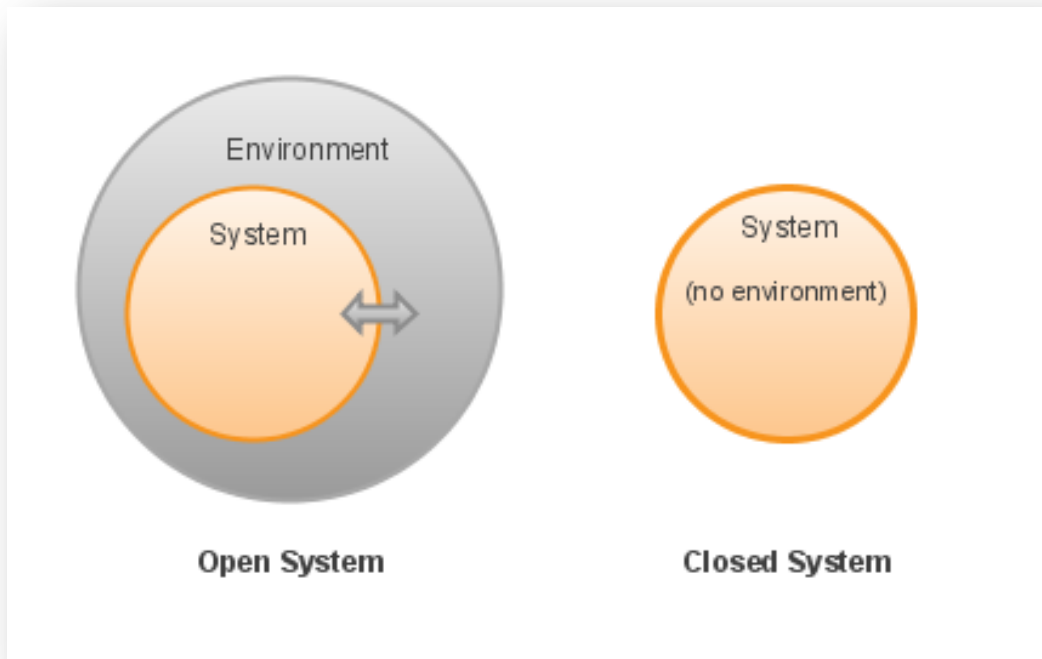 Environment
System
Open System
System
(no environment)
Closed System